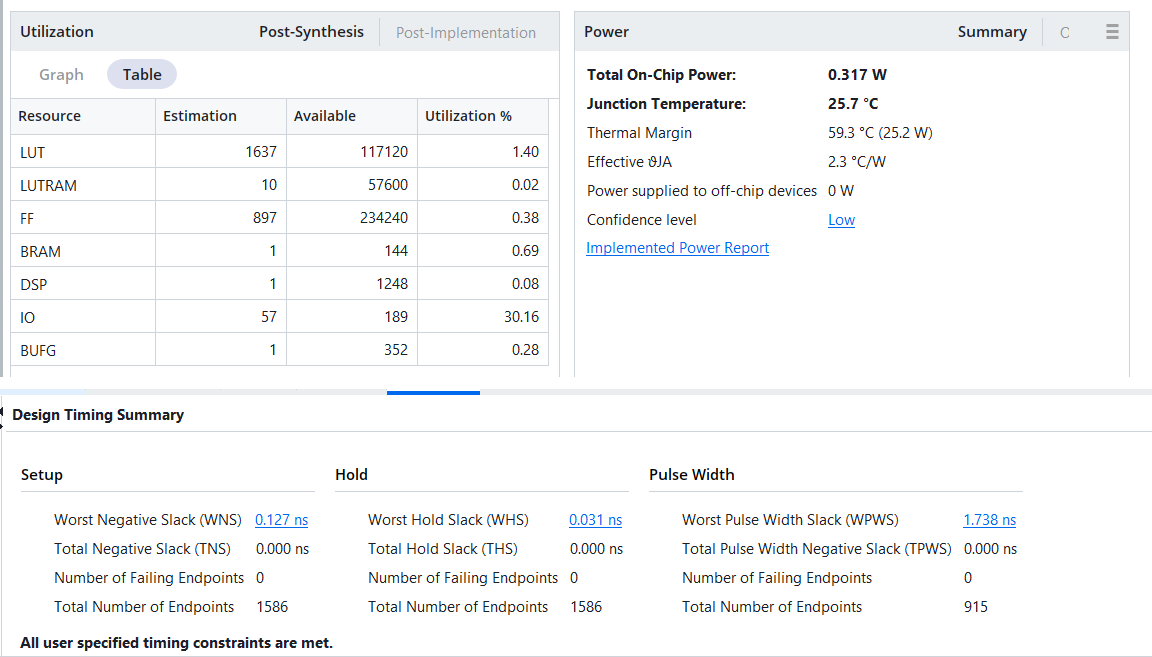 Utilization Post-Synthesis Post-Implementation
Graph Table
Resource Estimation Available Utilization %
LUT 1637 117120 1.40
LUTRAM 10 57600 0.02
FF 897 234240 0.38
BRAM 1 144 0.69
DSP 1 1248 0.08
IO 57 189 30.16
BUFG 1 352 0.28
Power Summary C
Total On-Chip Power: 0.317 W
Junction Temperature: 25.7 °C
Thermal Margin 59.3 °C (25.2 W)
Effective ϑJA 2.3 °C/W
Power supplied to off-chip devices 0 W
Confidence level Low
Implemented Power Report
Design Timing Summary
Setup
Worst Negative Slack (WNS) 0.127 ns
Total Negative Slack (TNS) 0.000 ns
Number of Failing Endpoints 0
Total Number of Endpoints 1586
Hold
Worst Hold Slack (WHS) 0.031 ns
Total Hold Slack (THS) 0.000 ns
Number of Failing Endpoints 0
Total Number of Endpoints 1586
Pulse Width
Worst Pulse Width Slack (WPWS) 1.738 ns
Total Pulse Width Negative Slack (TPWS) 0.000 ns
Number of Failing Endpoints 0
Total Number of Endpoints 915
All user specified timing constraints are met.